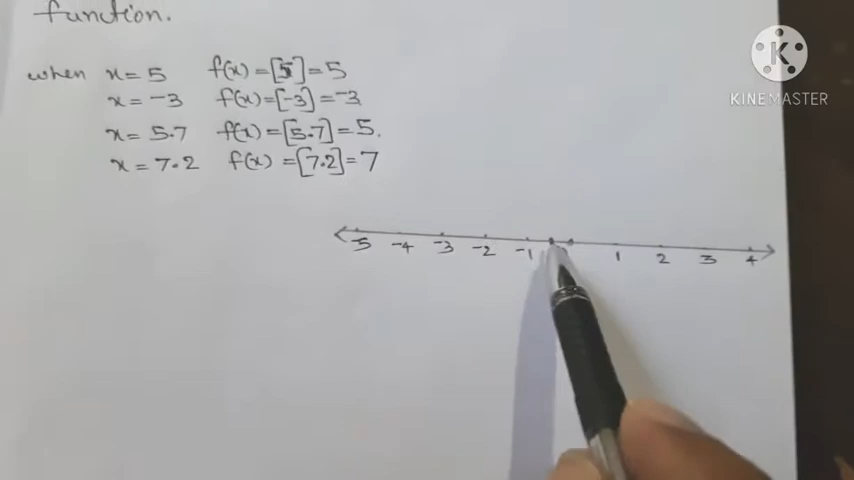 function.
K
KINEMASTER
when x = 5 f(x) = [5] = 5
x = -3 f(x) = [-3] = -3
x = 5.7 f(x) = [5.7] = 5.
x = 7.2 f(x) = [7.2] = 7
-5 -4 -3 -2 -1 1 2 3 4